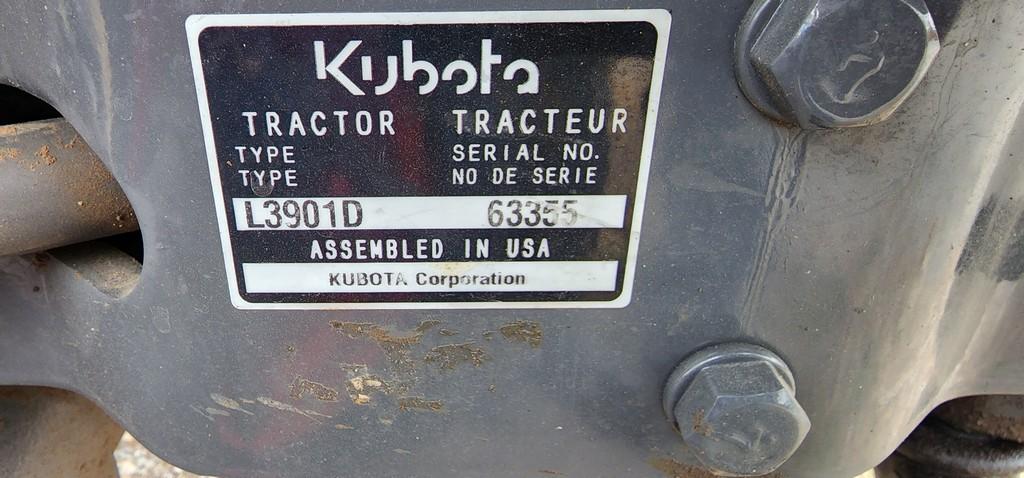 Kubota
TRACTOR TRACTEUR
TYPE SERIAL NO.
TYPE NO DE SERIE
L3901D 63355
ASSEMBLED IN USA
KUBOTA Corporation